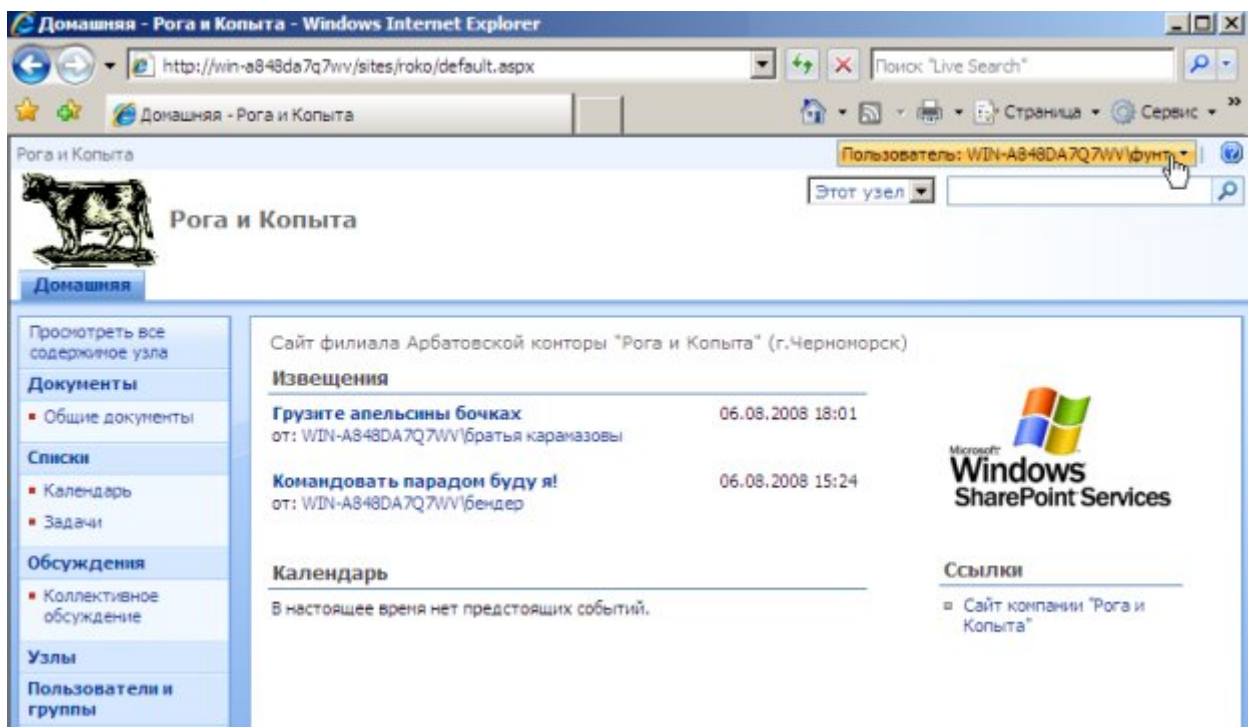 Домашняя - Рога и Копыта - Windows Internet Explorer
http://win-a848da7q7wv/sites/roko/default.aspx
Поиск "Live Search"
Домашняя - Рога и Копыта
Страница
Сервис
»
Рога и Копыта
Пользователь: WIN-A848DA7Q7WV\фунт
Этот узел
Рога и Копыта
Домашняя
Просмотреть все
содержимое узла
Документы
Общие документы
Списки
Календарь
Задачи
Обсуждения
Коллективное
обсуждение
Узлы
Пользователи и
группы
Сайт филиала Арбатовской конторы "Рога и Копыта" (г.Черноморск)
Извещения
Грузите апельсины бочках 06.08.2008 18:01
от: WIN-A848DA7Q7WV\братья карамазовы
Командовать парадом буду я! 06.08.2008 15:24
от: WIN-A848DA7Q7WV\бендер
Календарь
В настоящее время нет предстоящих событий.
Microsoft
Windows
SharePoint Services
Ссылки
Сайт компании "Рога и
Копыта"